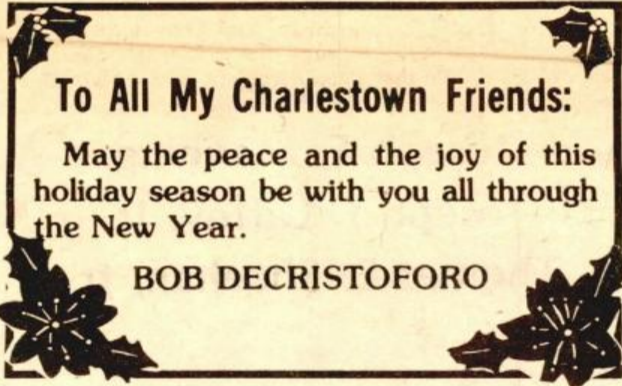 To All My Charlestown Friends:
May the peace and the joy of this
holiday season be with you all through
the New Year.
BOB DECRISTOFORO